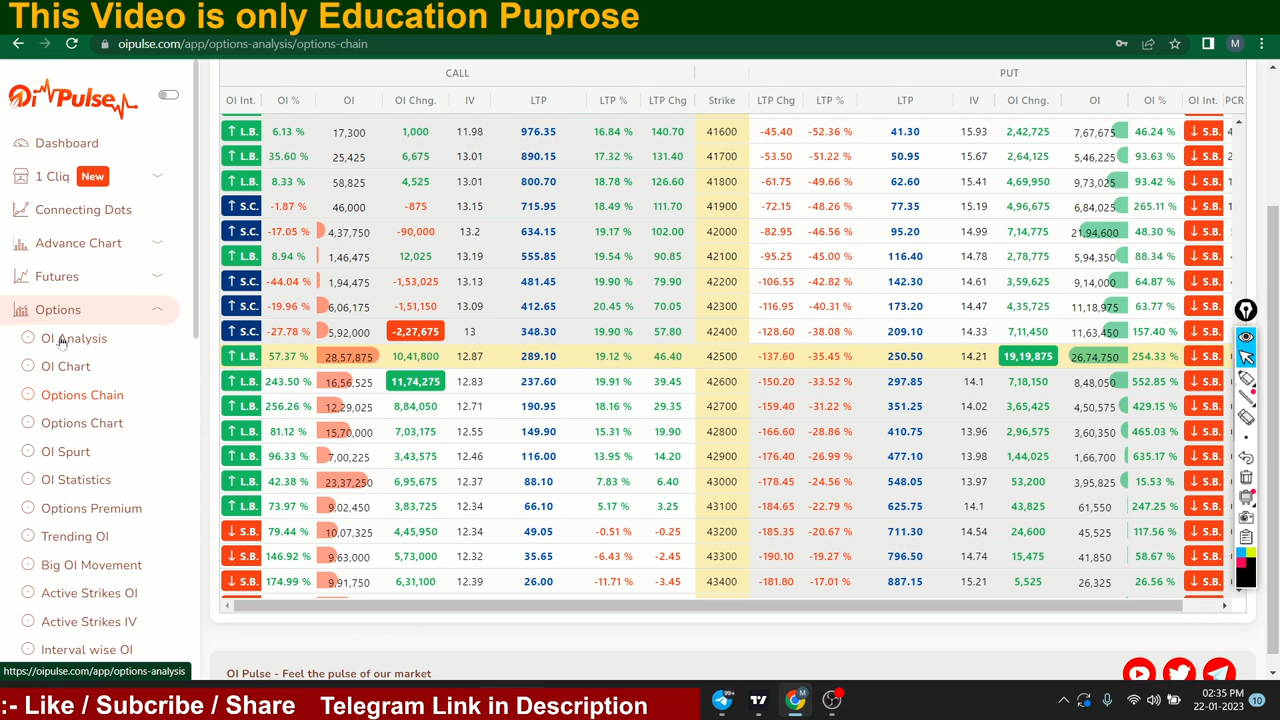 This Video is only Education Puprose
oipulse.com/app/options-analysis/options-chain
M
Oi Pulse
Dashboard
1 Cliq New
Connecting Dots
Advance Chart
Futures
Options
OI Analysis
OI Chart
Options Chain
Options Chart
OI Spurt
OI Statistics
Options Premium
Trending OI
Big OI Movement
Active Strikes OI
Active Strikes IV
Interval wise OI
https://oipulse.com/app/options-analysis
CALL PUT
OI Int. OI % OI OI Chng. IV LTP LTP % LTP Chg Strike LTP Chg LTP % LTP IV OI Chng. OI OI % OI Int. PCR
↑ L.B. 6.13 % 17,300 1,000 11.98 976.35 16.84 % 140.70 41600 -45.40 -52.36 % 41.30 15.93 2,42,725 7,67,675 46.24 % ↓ S.B.
↑ L.B. 35.60 % 25,425 6,675 13.01 890.15 17.32 % 131.40 41700 -53.50 -51.22 % 50.95 15.67 2,64,125 5,46,225 93.63 % ↓ S.B.
↑ L.B. 8.33 % 58,825 4,525 13.01 800.70 18.78 % 126.60 41800 -61.75 -49.66 % 62.60 15.41 4,69,950 9,73,025 93.42 % ↓ S.B.
↑ S.C. -1.87 % 46,000 -875 13.15 715.95 18.49 % 111.70 41900 -72.15 -48.26 % 77.35 15.19 4,96,675 6,84,025 265.11 % ↓ S.B.
↑ S.C. -17.05 % 4,37,750 -90,000 13.2 634.15 19.17 % 102.00 42000 -82.95 -46.56 % 95.20 14.99 7,14,775 21,94,600 48.30 % ↓ S.B.
↑ L.B. 8.94 % 1,46,475 12,025 13.19 555.85 19.54 % 90.85 42100 -95.25 -45.00 % 116.40 14.78 2,78,775 5,94,350 88.34 % ↓ S.B.
↑ S.C. -44.04 % 1,94,475 -1,53,025 13.13 481.45 19.90 % 79.90 42200 -106.55 -42.82 % 142.30 14.61 3,59,625 9,14,000 64.87 % ↓ S.B.
↑ S.C. -19.96 % 6,06,175 -1,51,150 13.09 412.65 20.45 % 70.05 42300 -116.95 -40.31 % 173.20 14.47 4,35,725 11,18,975 63.77 % ↓ S.B.
↑ S.C. -27.78 % 5,92,000 -2,27,675 13 348.30 19.90 % 57.80 42400 -128.60 -38.08 % 209.10 14.33 7,11,450 11,63,450 157.40 % ↓ S.B.
↑ L.B. 57.37 % 28,57,875 10,41,800 12.87 289.10 19.12 % 46.40 42500 -137.60 -35.45 % 250.50 14.21 19,19,875 26,74,750 254.33 % ↓ S.B.
↑ L.B. 243.50 % 16,56,525 11,74,275 12.83 237.60 19.91 % 39.45 42600 -150.20 -33.52 % 297.85 14.1 7,18,150 8,48,050 552.85 % ↓ S.B.
↑ L.B. 256.26 % 12,29,025 8,84,050 12.71 190.95 18.16 % 29.35 42700 -159.40 -31.22 % 351.25 14.02 3,65,425 4,50,575 429.15 % ↓ S.B.
↑ L.B. 81.12 % 15,70,000 7,03,175 12.55 149.90 15.31 % 19.90 42800 -166.60 -28.86 % 410.75 13.96 2,96,575 3,60,350 465.03 % ↓ S.B.
↑ L.B. 96.33 % 7,00,225 3,43,575 12.46 116.00 13.95 % 14.20 42900 -176.40 -26.99 % 477.10 13.98 1,44,025 1,66,700 635.17 % ↓ S.B.
↑ L.B. 42.38 % 23,37,250 6,95,675 12.37 88.10 7.83 % 6.40 43000 -178.45 -24.56 % 548.05 13.97 53,200 3,95,825 15.53 % ↓ S.B.
↑ L.B. 73.97 % 9,02,450 3,83,725 12.34 66.10 5.17 % 3.25 43100 -184.65 -22.79 % 625.75 14.1 43,825 61,550 247.25 % ↓ S.B.
↓ S.B. 79.44 % 10,07,325 4,45,950 12.34 49.05 -0.51 % -0.25 43200 -185.35 -20.67 % 711.30 14.54 24,600 45,525 117.56 % ↓ S.B.
↓ S.B. 146.92 % 9,63,000 5,73,000 12.32 35.65 -6.43 % -2.45 43300 -190.10 -19.27 % 796.50 14.74 15,475 41,850 58.67 % ↓ S.B.
↓ S.B. 174.99 % 9,91,750 6,31,100 12.39 26.00 -11.71 % -3.45 43400 -181.80 -17.01 % 887.15 15.21 5,525 26,325 26.56 % ↓ S.B.
OI Pulse - Feel the pulse of our market
:- Like / Subcribe / Share Telegram Link in Description
99+
02:35 PM
22-01-2023
10